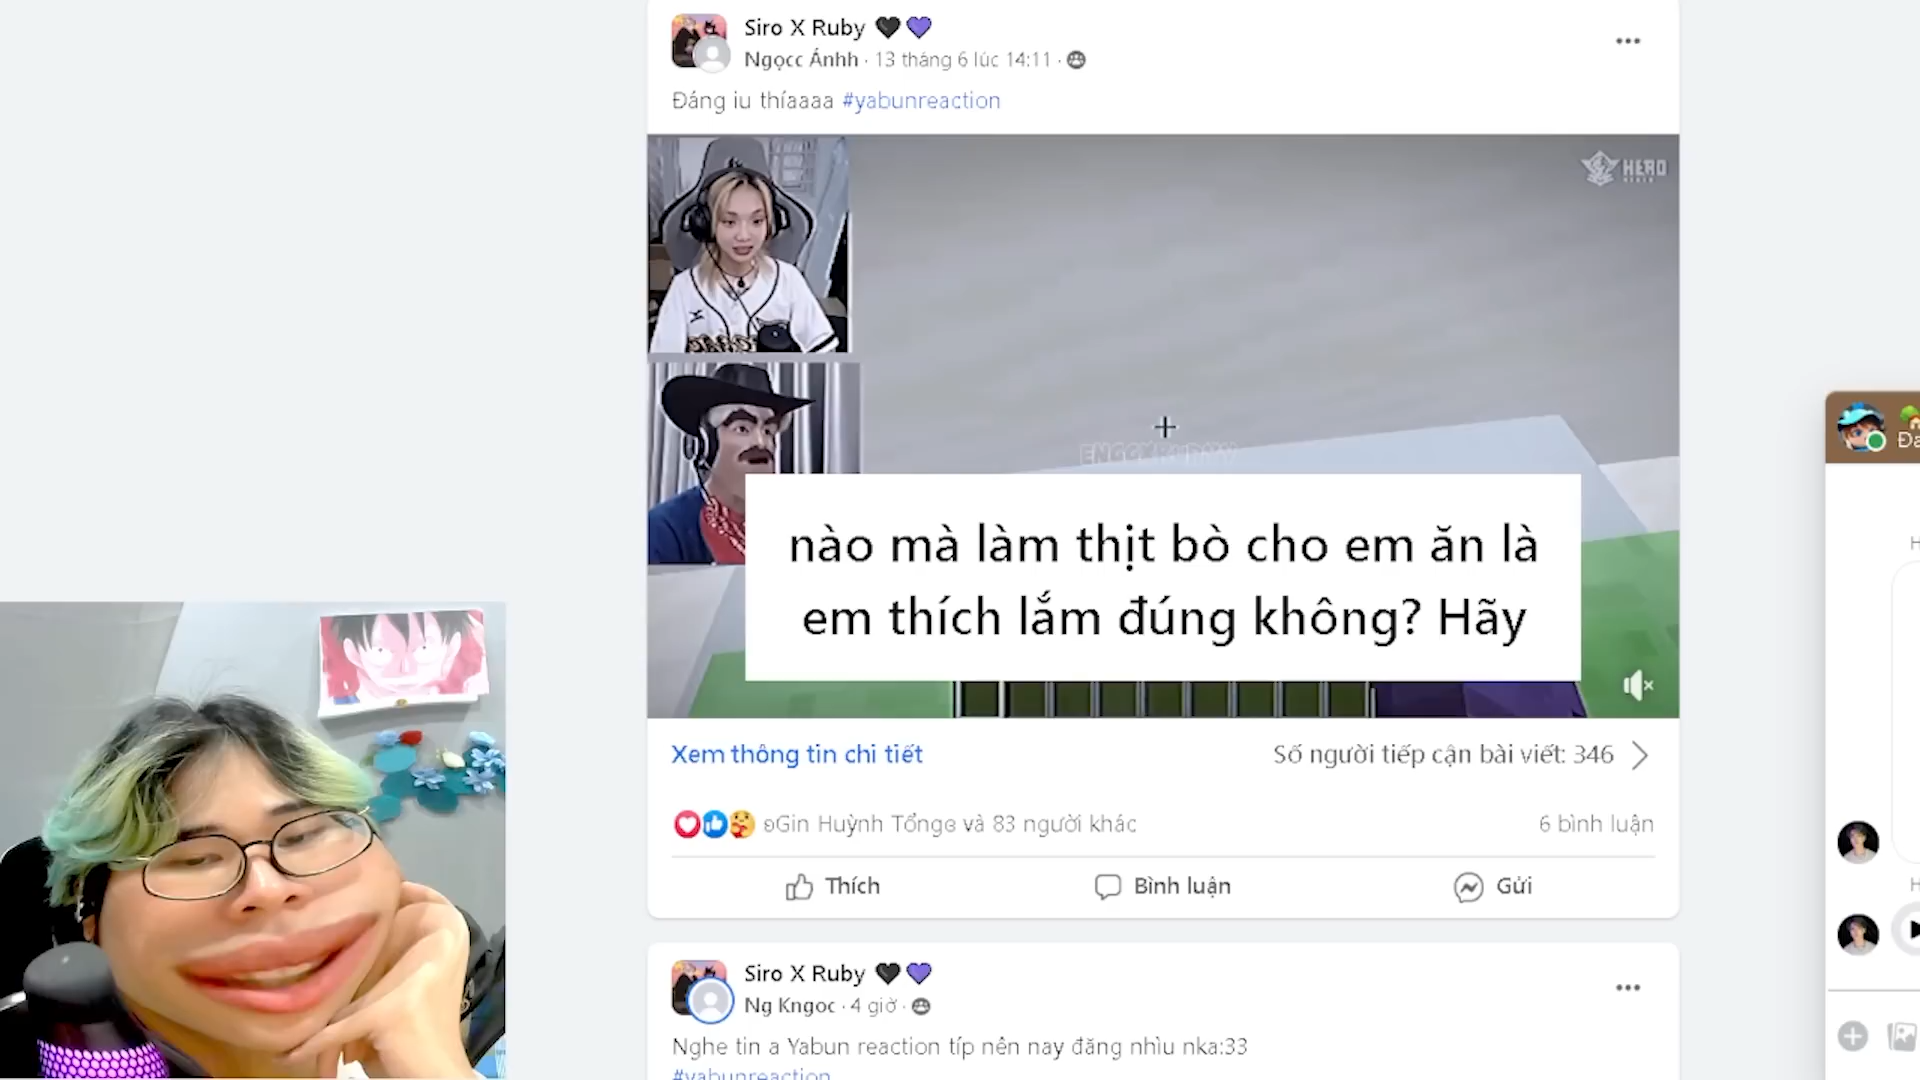 Siro X Ruby 🖤💜
Ngọcc Ánhh · 13 tháng 6 lúc 14:11 ·
Đáng iu thíaaaa #yabunreaction
HERO
nào mà làm thịt bò cho em ăn là
em thích lắm đúng không? Hãy
Xem thông tin chi tiết
Số người tiếp cận bài viết: 346
ʚGin Huỳnh Tổngɞ và 83 người khác
6 bình luận
Thích
Bình luận
Gửi
Siro X Ruby 🖤💜
Ng Kngoc · 4 giờ ·
Nghe tin a Yabun reaction típ nên nay đăng nhìu nka:33
#yabunreaction